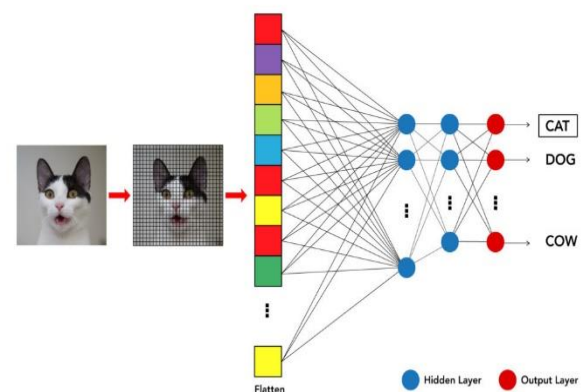 CAT
DOG
COW
Flatten
Hidden Layer
Output Layer